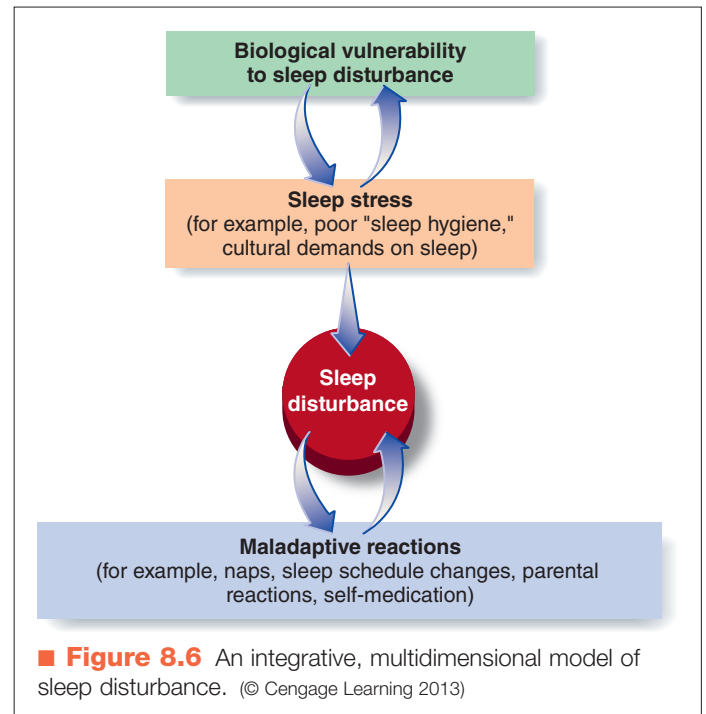 Biological vulnerability
to sleep disturbance
Sleep stress
(for example, poor "sleep hygiene,"
cultural demands on sleep)
Sleep
disturbance
Maladaptive reactions
(for example, naps, sleep schedule changes, parental
reactions, self-medication)
■ Figure 8.6 An integrative, multidimensional model of
sleep disturbance. (© Cengage Learning 2013)